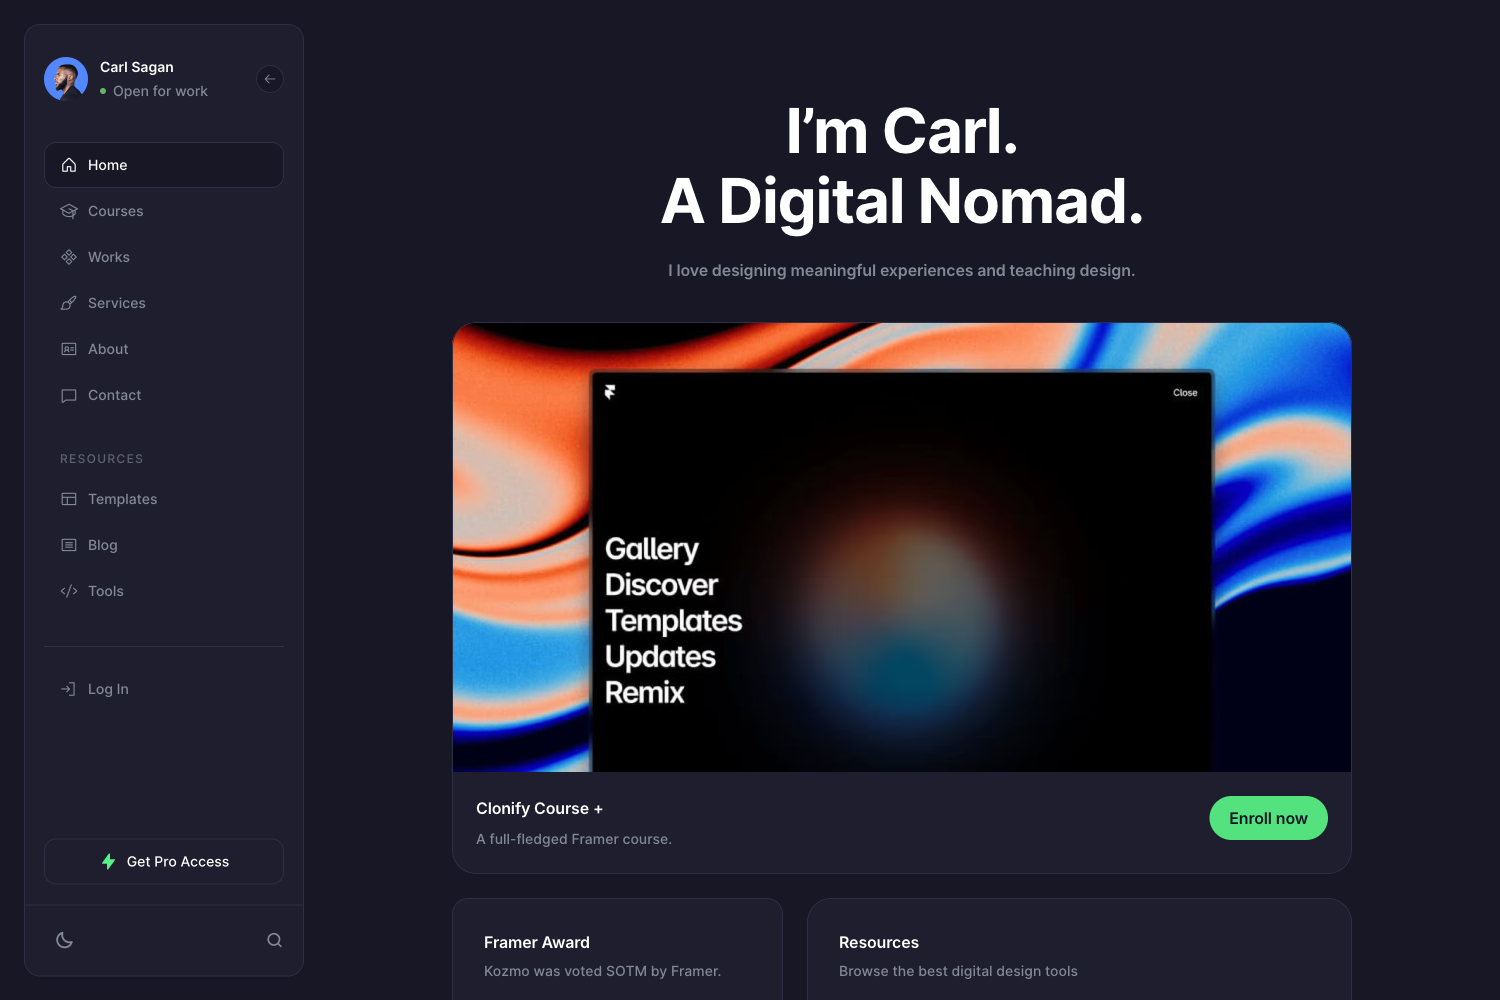 Carl Sagan
Open for work
Home
Courses
Works
Services
About
Contact
RESOURCES
Templates
Blog
Tools
Log In
Get Pro Access
I’m Carl.
A Digital Nomad.
I love designing meaningful experiences and teaching design.
Close
Gallery
Discover
Templates
Updates
Remix
Clonify Course +
A full-fledged Framer course.
Enroll now
Framer Award
Kozmo was voted SOTM by Framer.
Resources
Browse the best digital design tools